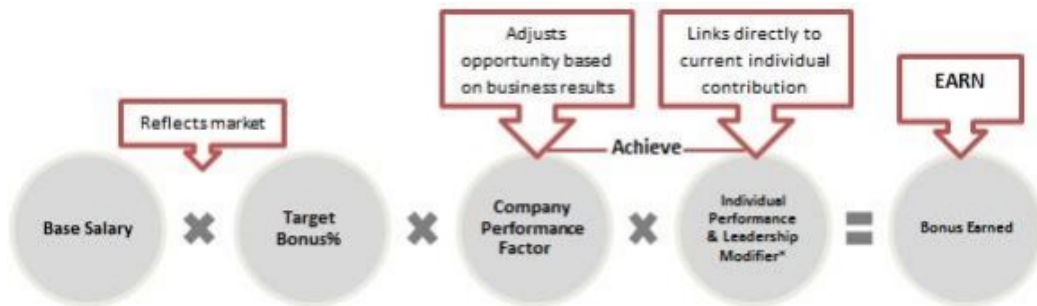 Adjusts
opportunity based
on business results
Links directly to
current individual
contribution
EARN
Reflects market
Achieve
Base Salary
Target
Bonus%
Company
Performance
Factor
Individual
Performance
& Leadership
Modifier*
Bonus Earned